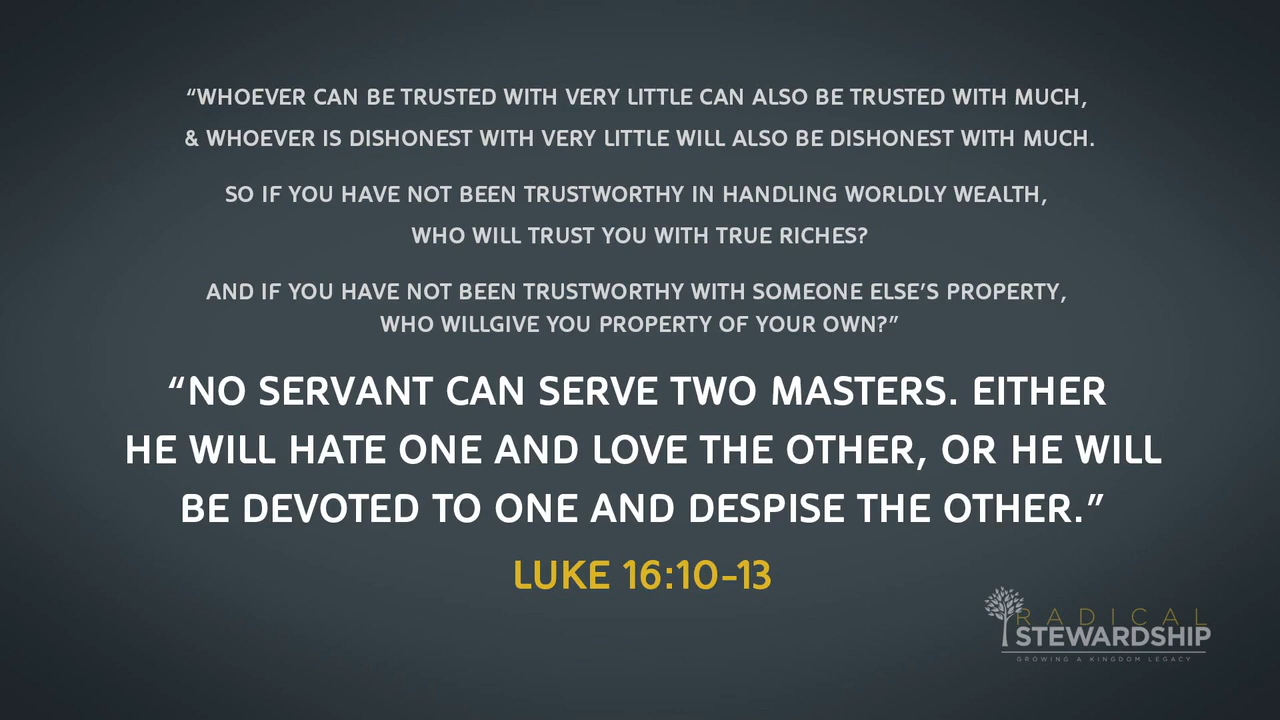 “WHOEVER CAN BE TRUSTED WITH VERY LITTLE CAN ALSO BE TRUSTED WITH MUCH,
& WHOEVER IS DISHONEST WITH VERY LITTLE WILL ALSO BE DISHONEST WITH MUCH.
SO IF YOU HAVE NOT BEEN TRUSTWORTHY IN HANDLING WORLDLY WEALTH,
WHO WILL TRUST YOU WITH TRUE RICHES?
AND IF YOU HAVE NOT BEEN TRUSTWORTHY WITH SOMEONE ELSE’S PROPERTY,
WHO WILLGIVE YOU PROPERTY OF YOUR OWN?”
“NO SERVANT CAN SERVE TWO MASTERS. EITHER
HE WILL HATE ONE AND LOVE THE OTHER, OR HE WILL
BE DEVOTED TO ONE AND DESPISE THE OTHER.”
LUKE 16:10-13
RADICAL
STEWARDSHIP
GROWING A KINGDOM LEGACY